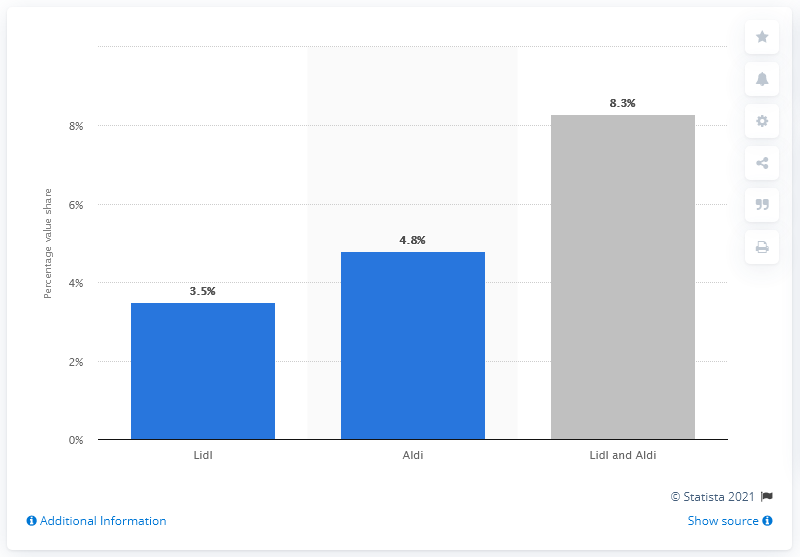 8.3%
8%
Percentage value share
6%
4.8%
4%
3.5%
2%
0%
Lidl
Aldi
Lidl and Aldi
© Statista 2021
Additional Information
Show source